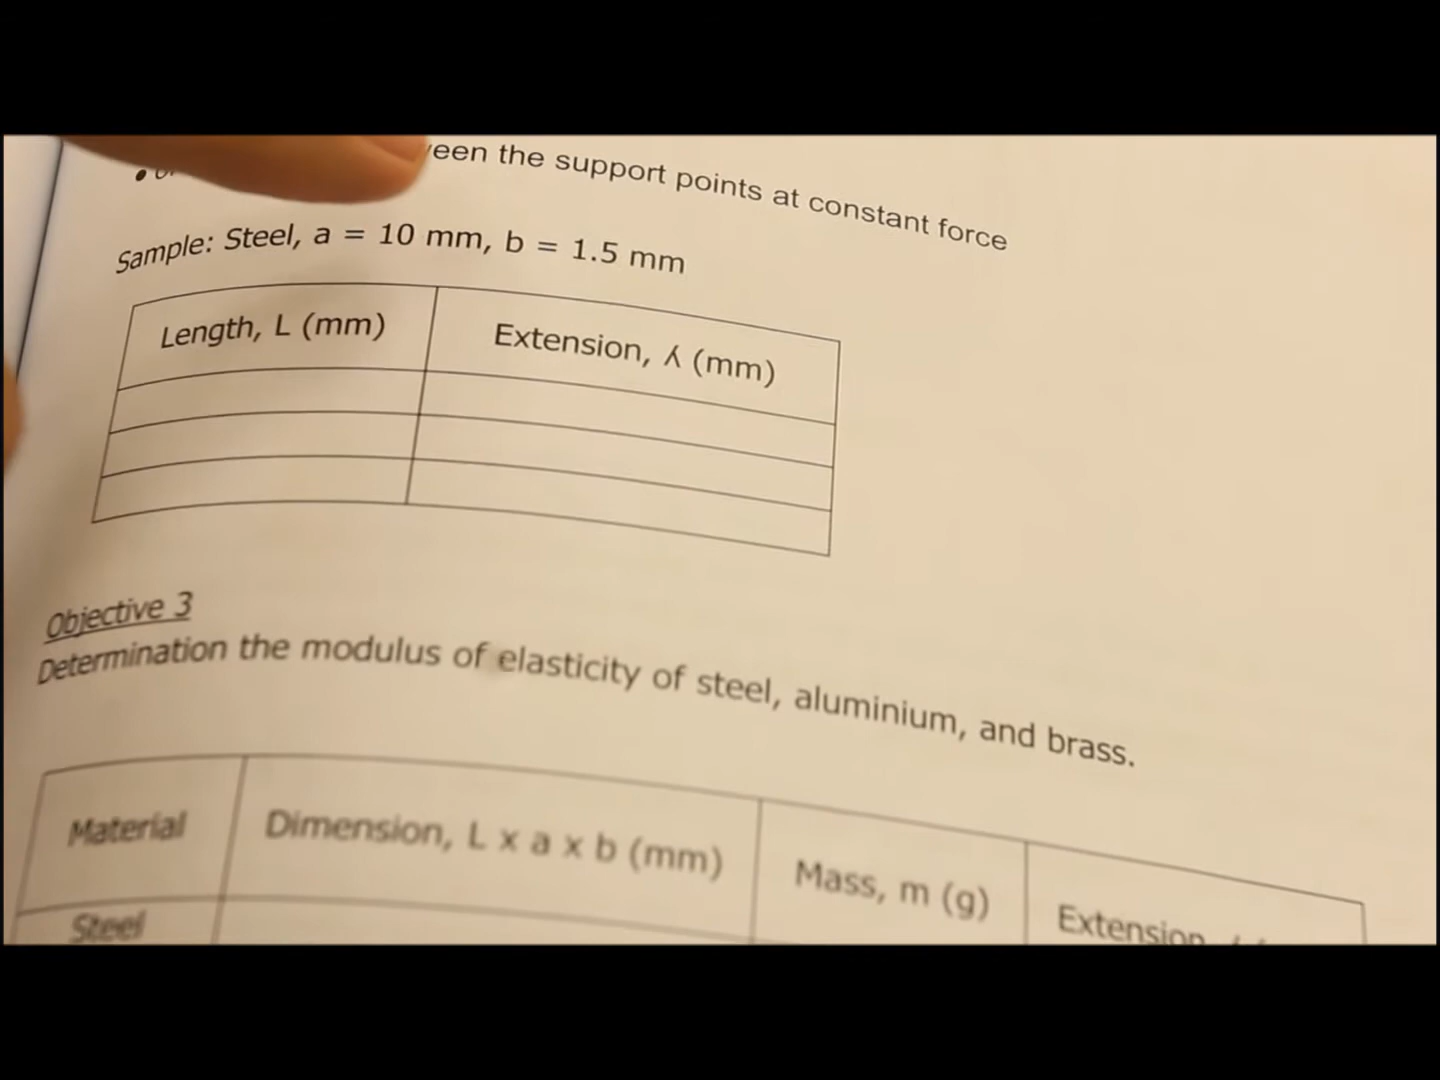 the support points at constant force
Sample: Steel, a = 10 mm, b = 1.5 mm
Length, L (mm) Extension, ʎ (mm)
Objective 3
Determination the modulus of elasticity of steel, aluminium, and brass.
Material Dimension, L x a x b (mm) Mass, m (g) Extension,
Steel